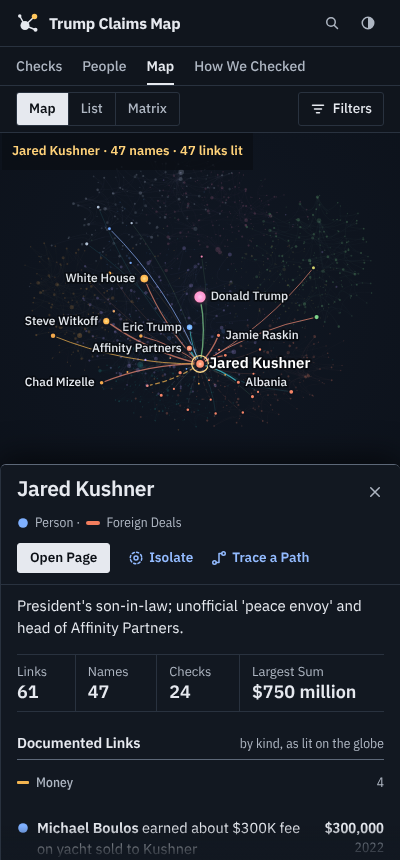 Trump Claims Map
Checks People Map How We Checked
Map List Matrix Filters
Jared Kushner · 47 names · 47 links lit
White House
Donald Trump
Steve Witkoff
Eric Trump
Jamie Raskin
Affinity Partners
Jared Kushner
Chad Mizelle
Albania
Jared Kushner
Person · Foreign Deals
Open Page Isolate Trace a Path
President's son-in-law; unofficial 'peace envoy' and
head of Affinity Partners.
Links Names Checks Largest Sum
61 47 24 $750 million
Documented Links by kind, as lit on the globe
Money 4
Michael Boulos earned about $300K fee $300,000
on yacht sold to Kushner 2022